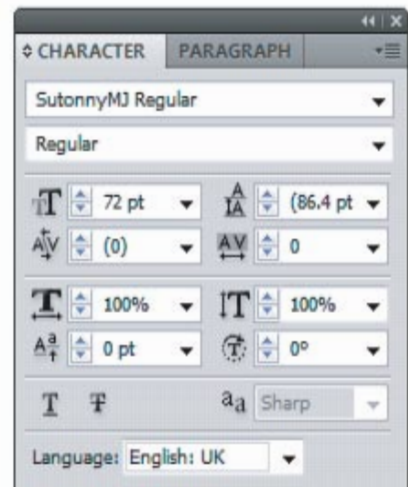 CHARACTER PARAGRAPH
SutonnyMJ Regular
Regular
72 pt (86.4 pt
(0) 0
100% 100%
0 pt 0°
T T aa Sharp
Language: English: UK